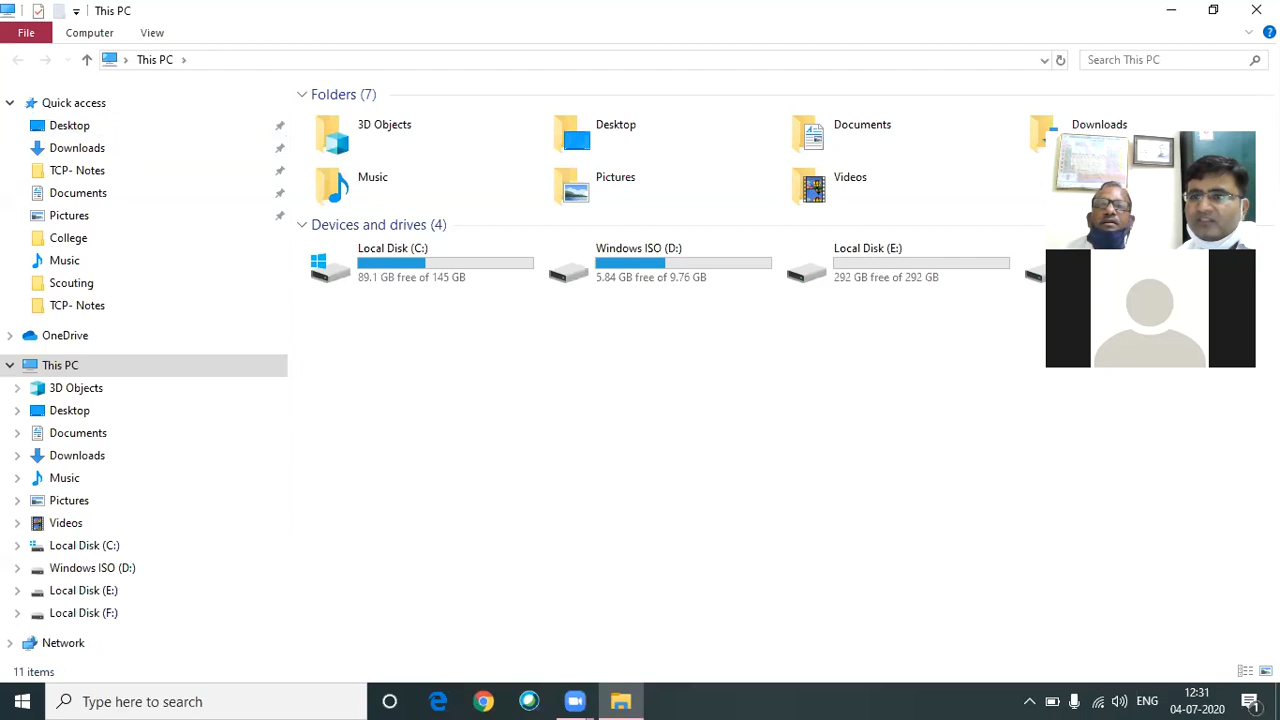 This PC
File
Computer
View
This PC
Search This PC
Quick access
Desktop
Downloads
TCP- Notes
Documents
Pictures
College
Music
Scouting
TCP- Notes
OneDrive
This PC
3D Objects
Desktop
Documents
Downloads
Music
Pictures
Videos
Local Disk (C:)
Windows ISO (D:)
Local Disk (E:)
Local Disk (F:)
Network
11 items
Folders (7)
3D Objects
Desktop
Documents
Downloads
Music
Pictures
Videos
Devices and drives (4)
Local Disk (C:)
89.1 GB free of 145 GB
Windows ISO (D:)
5.84 GB free of 9.76 GB
Local Disk (E:)
292 GB free of 292 GB
Type here to search
ENG
12:31
04-07-2020
1